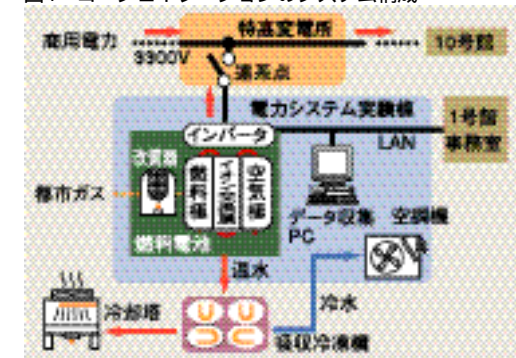 特高変電所
商用電力
3300V
10号館
連系点
電力システム実験棟
1号館
事務室
インバータ
LAN
改質器
都市ガス
燃料極
イオン交換
空気極
データ収集
PC
空調機
燃料電池
温水
冷水
冷却塔
吸収冷凍機